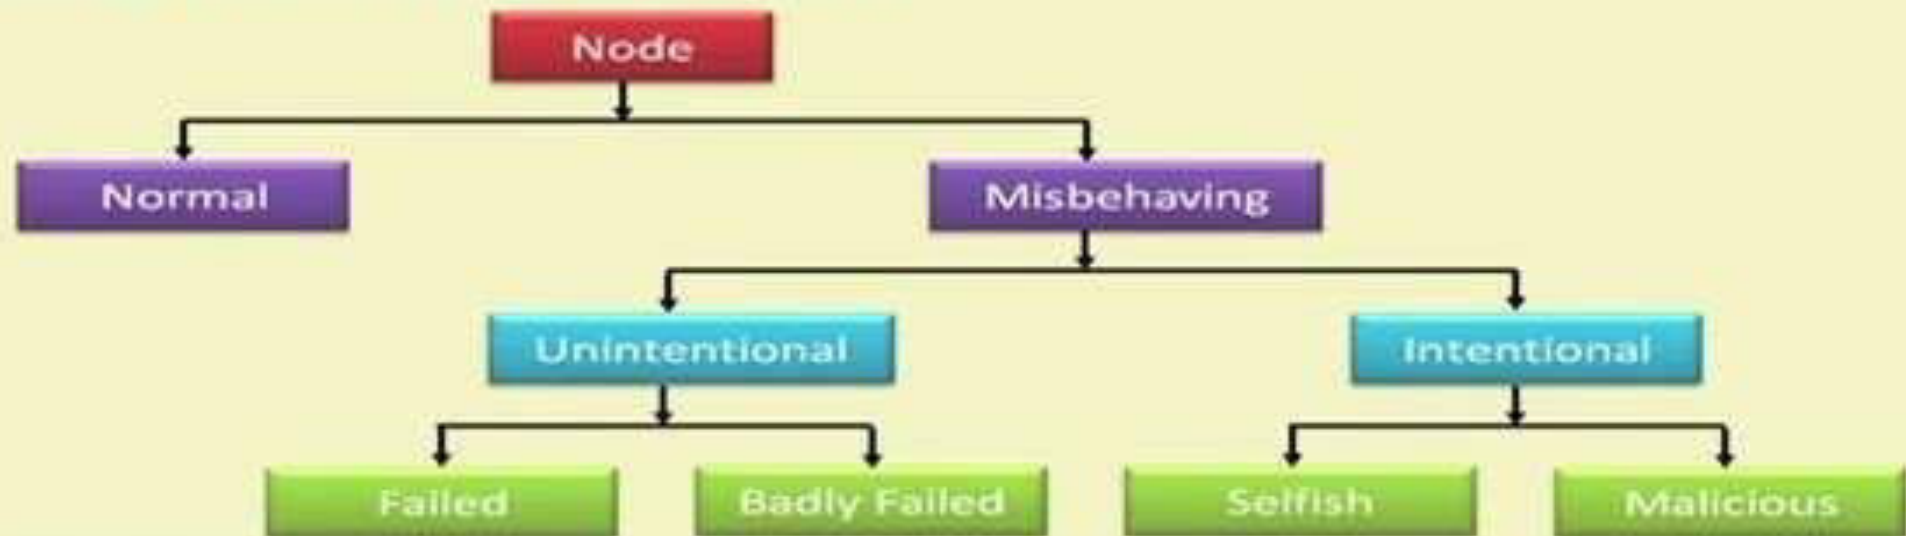 Node
Normal
Misbehaving
Unintentional
Intentional
Failed
Badly Failed
Selfish
Malicious